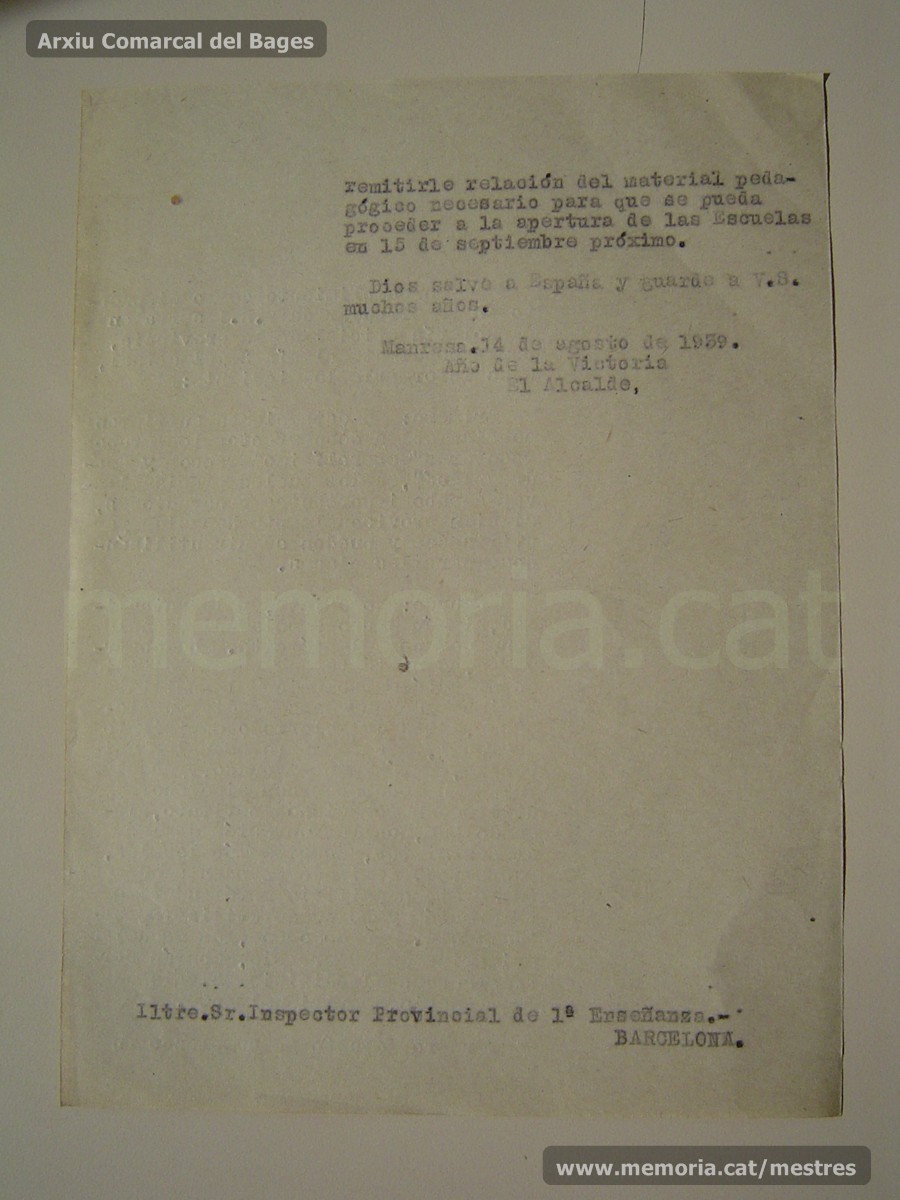 Arxiu Comarcal del Bages
remitirle relación del material peda-
gógico necesario para que se pueda
proceder a la apertura de las Escuelas
en 15 de septiembre próximo.
Dios salve a España y guarde a V.S.
muchos años.
Manresa.14 de agosto de 1939.
Año de la Victoria
El Alcalde,
memoria.cat
Iltre.Sr.Inspector Provincial de 1ª Enseñanza.-
BARCELONA.
www.memoria.cat/mestres